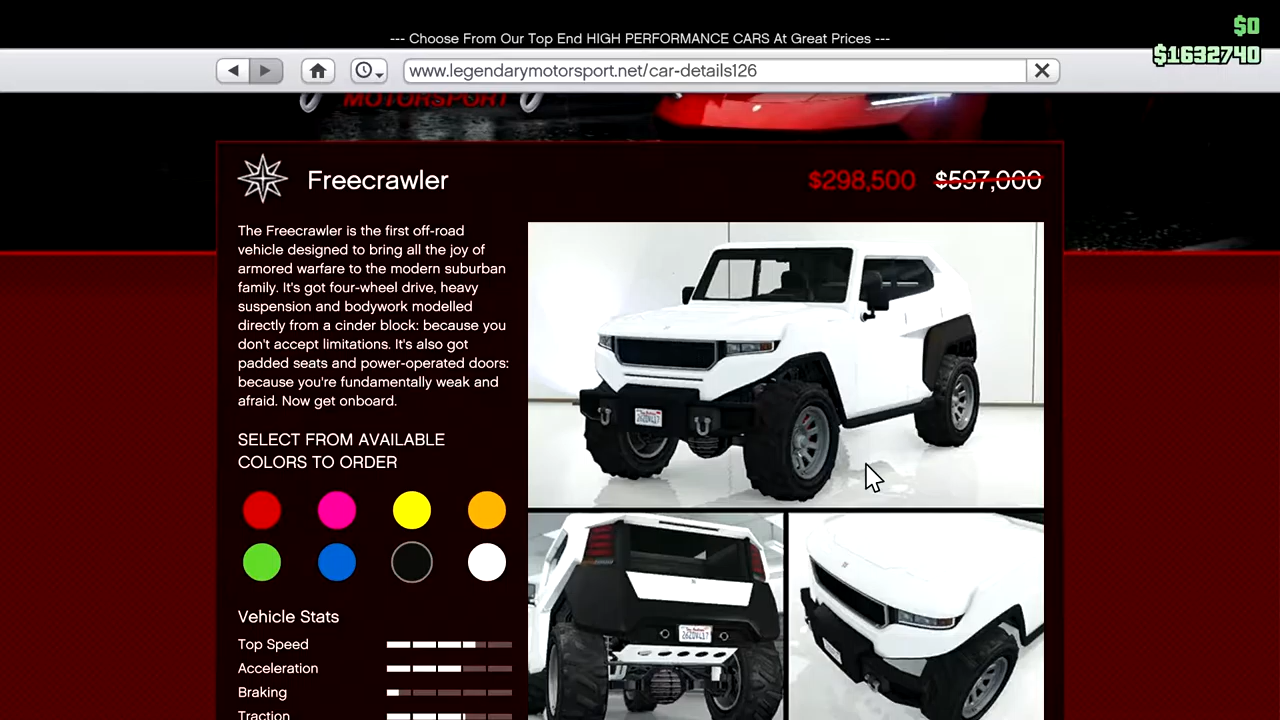 --- Choose From Our Top End HIGH PERFORMANCE CARS At Great Prices ---
$0
$1632740
www.legendarymotorsport.net/car-details126
MOTORSPORT
Freecrawler
$298,500 $597,000
The Freecrawler is the first off-road
vehicle designed to bring all the joy of
armored warfare to the modern suburban
family. It's got four-wheel drive, heavy
suspension and bodywork modelled
directly from a cinder block: because you
don't accept limitations. It's also got
padded seats and power-operated doors:
because you're fundamentally weak and
afraid. Now get onboard.
SELECT FROM AVAILABLE
COLORS TO ORDER
Vehicle Stats
Top Speed
Acceleration
Braking
Traction